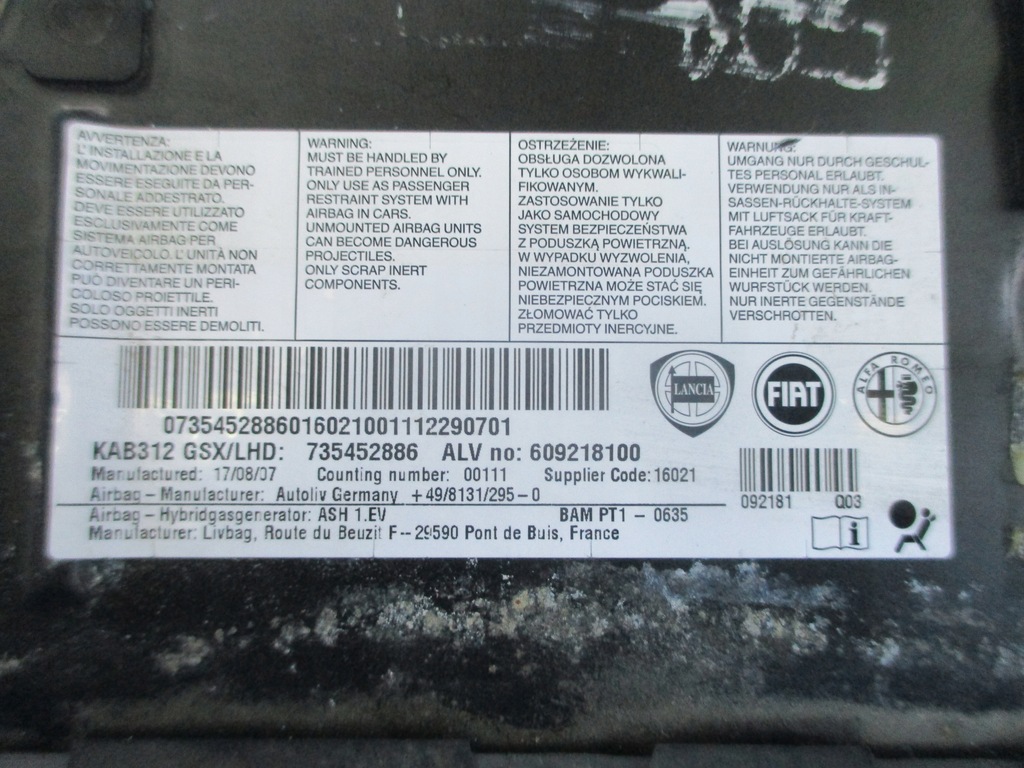 AVVERTENZA:
L'INSTALLAZIONE E LA
MOVIMENTAZIONE DEVONO
ESSERE ESEGUITE DA PER-
SONALE ADDESTRATO.
DEVE ESSERE UTILIZZATO
ESCLUSIVAMENTE COME
SISTEMA AIRBAG PER
AUTOVEICOLO. L'UNITÀ NON
CORRETTAMENTE MONTATA
PUÒ DIVENTARE UN PERI-
COLOSO PROIETTILE.
SOLO OGGETTI INERTI
POSSONO ESSERE DEMOLITI.
WARNING:
MUST BE HANDLED BY
TRAINED PERSONNEL ONLY.
ONLY USE AS PASSENGER
RESTRAINT SYSTEM WITH
AIRBAG IN CARS.
UNMOUNTED AIRBAG UNITS
CAN BECOME DANGEROUS
PROJECTILES.
ONLY SCRAP INERT
COMPONENTS.
OSTRZEŻENIE:
OBSŁUGA DOZWOLONA
TYLKO OSOBOM WYKWALI-
FIKOWANYM.
ZASTOSOWANIE TYLKO
JAKO SAMOCHODOWY
SYSTEM BEZPIECZEŃSTWA
Z PODUSZKĄ POWIETRZNĄ.
W WYPADKU WYZWOLENIA,
NIEZAMONTOWANA PODUSZKA
POWIETRZNA MOŻE STAĆ SIĘ
NIEBEZPIECZNYM POCISKIEM.
ZŁOMOWAĆ TYLKO
PRZEDMIOTY INERCYJNE.
WARNUNG:
UMGANG NUR DURCH GESCHUL-
TES PERSONAL ERLAUBT.
VERWENDUNG NUR ALS IN-
SASSEN-RÜCKHALTE-SYSTEM
MIT LUFTSACK FÜR KRAFT-
FAHRZEUGE ERLAUBT.
BEI AUSLÖSUNG KANN DIE
NICHT MONTIERTE AIRBAG-
EINHEIT ZUM GEFÄHRLICHEN
WURFSTÜCK WERDEN.
NUR INERTE GEGENSTÄNDE
VERSCHROTTEN.
LANCIA
FIAT
ALFA ROMEO
07354528860160210011112290701
KAB312 GSX/LHD: 735452886 ALV no: 609218100
Manufactured: 17/08/07 Counting number: 00111 Supplier Code: 16021
Airbag - Manufacturer: Autoliv Germany +49/8131/295-0
092181 Q03
Airbag - Hybridgasgenerator: ASH 1.EV BAM PT1 - 0635
Manufacturer: Livbag, Route du Beuzit F--29590 Pont de Buis, France
i